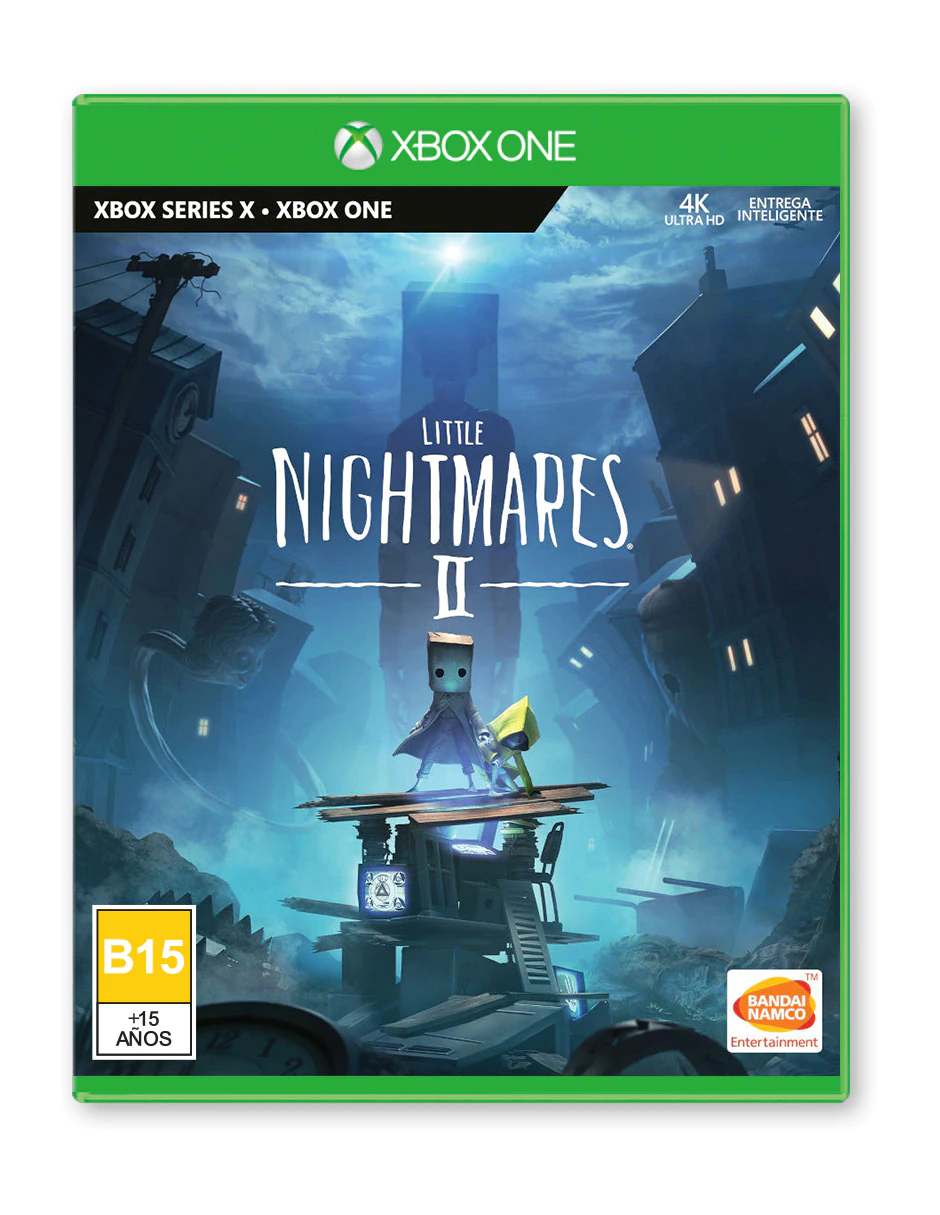 XBOX ONE
XBOX SERIES X • XBOX ONE
4K
ULTRA HD
ENTREGA
INTELIGENTE
LITTLE
NIGHTMARES®
II
B15
+15
AÑOS
BANDAI
NAMCO
TM
Entertainment